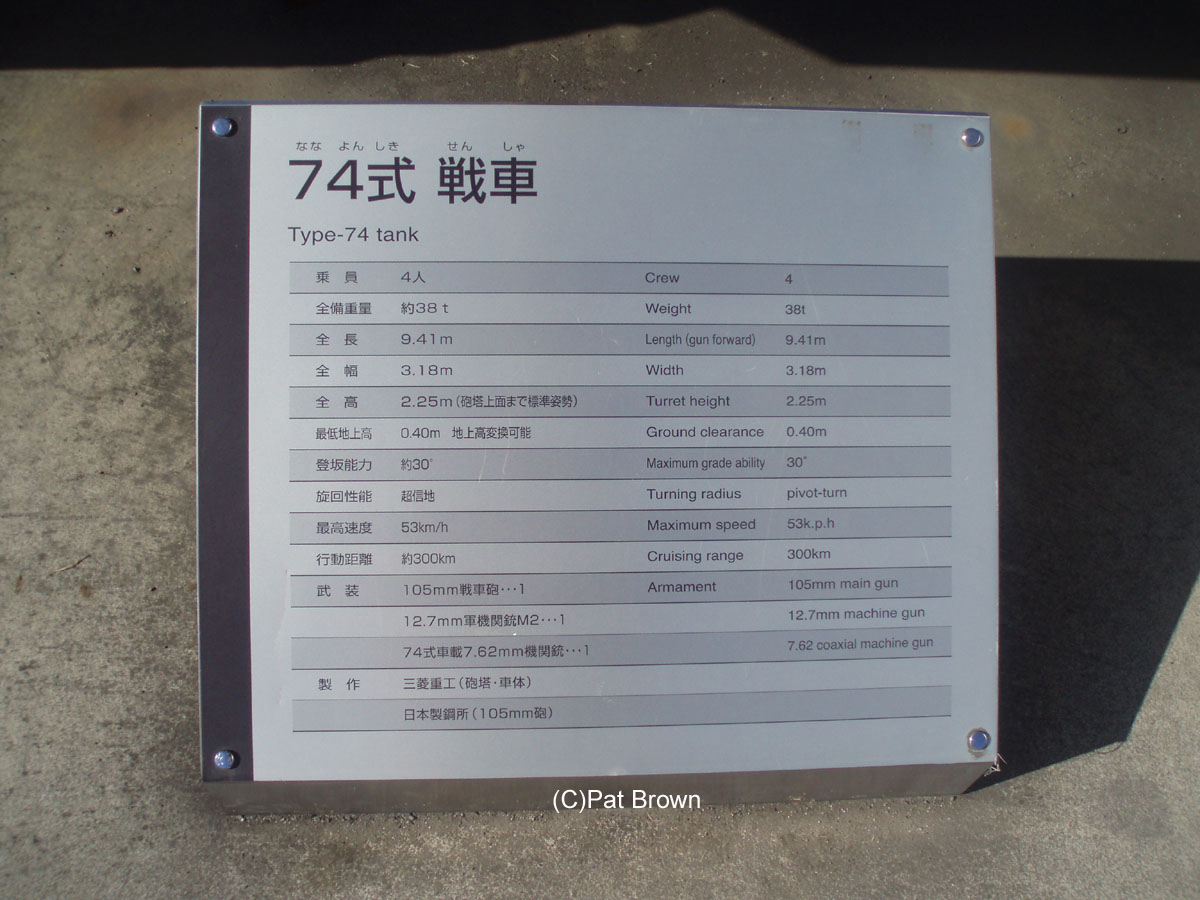 なな よん しき せん しゃ
74式 戦車
Type-74 tank
乗 員 4人 Crew 4
全備重量 約38t Weight 38t
全 長 9.41m Length (gun forward) 9.41m
全 幅 3.18m Width 3.18m
全 高 2.25m(砲塔上面まで標準姿勢) Turret height 2.25m
最低地上高 0.40m 地上高変換可能 Ground clearance 0.40m
登坂能力 約30° Maximum grade ability 30°
旋回性能 超信地 Turning radius pivot-turn
最高速度 53km/h Maximum speed 53k.p.h
行動距離 約300km Cruising range 300km
武 装 105mm戦車砲･･･1 Armament 105mm main gun
12.7mm軍機関銃M2･･･1 12.7mm machine gun
74式車載7.62mm機関銃･･･1 7.62 coaxial machine gun
製 作 三菱重工(砲塔･車体)
日本製鋼所(105mm砲)
(C)Pat Brown